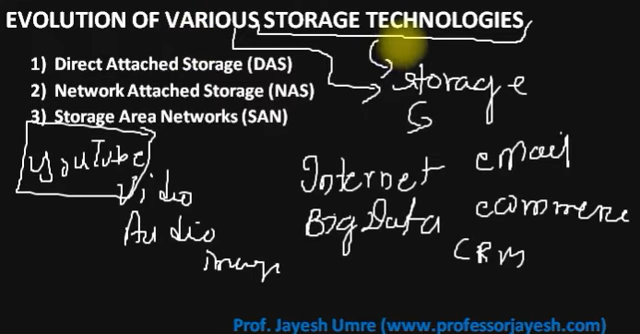 EVOLUTION OF VARIOUS STORAGE TECHNOLOGIES
1) Direct Attached Storage (DAS)
2) Network Attached Storage (NAS)
3) Storage Area Networks (SAN)
storage
YouTube
Video
Audio
Internet
Big Data
email
ecommerce
CRM
Prof. Jayesh Umre (www.professorjayesh.com)